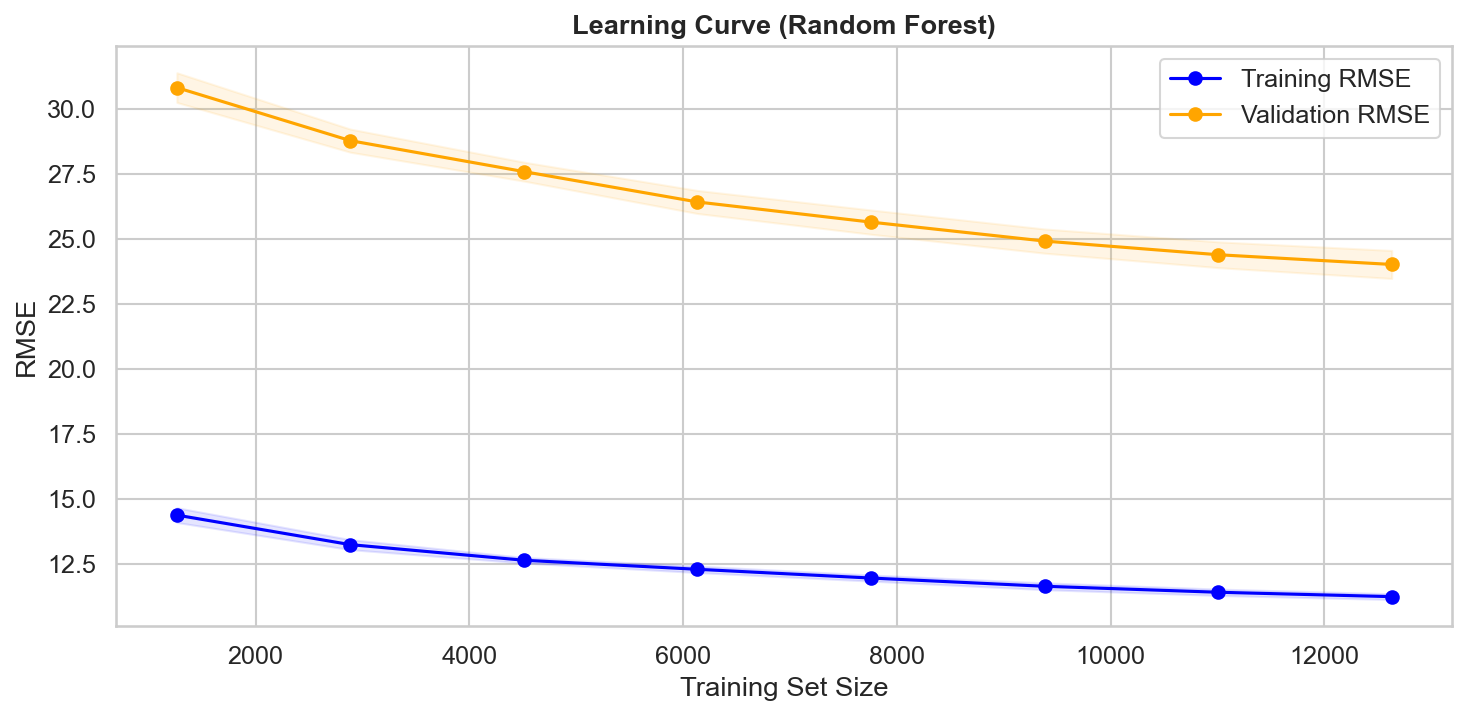 Learning Curve (Random Forest)
Training RMSE
Validation RMSE
RMSE
30.0
27.5
25.0
22.5
20.0
17.5
15.0
12.5
2000 4000 6000 8000 10000 12000
Training Set Size